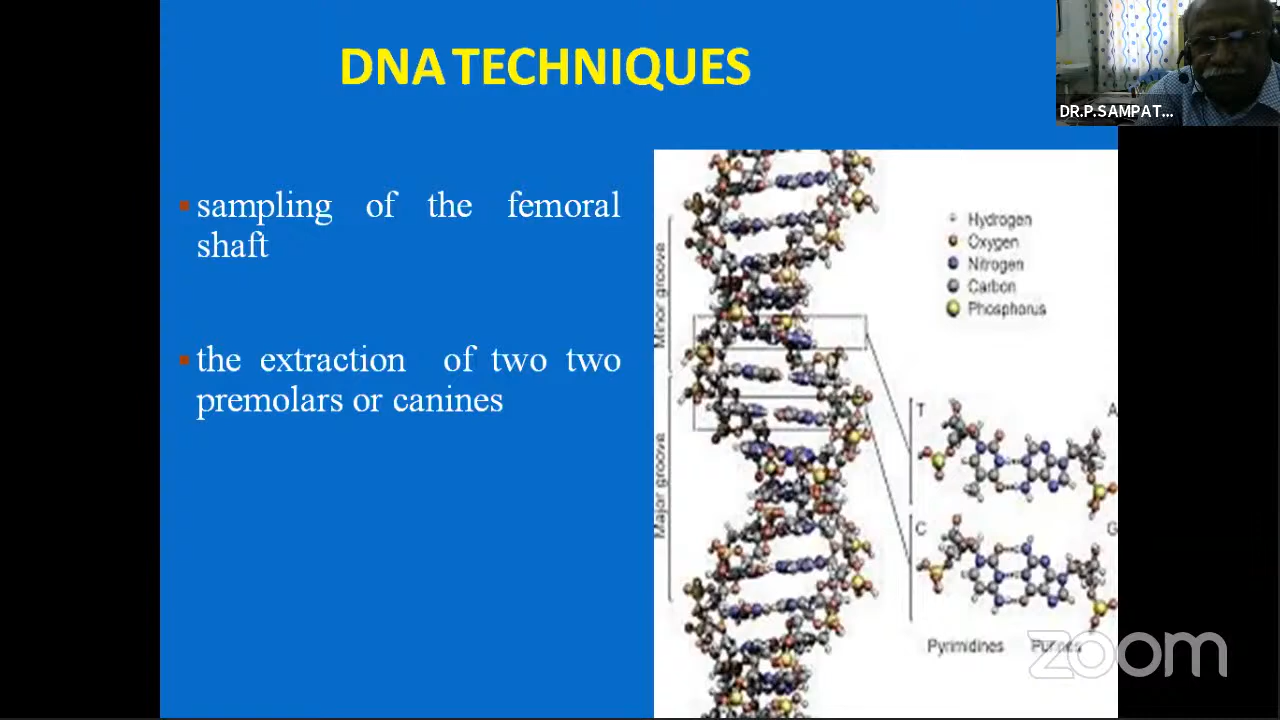 DNA TECHNIQUES
DR.P.SAMPAT...
sampling of the femoral
shaft
the extraction of two two
premolars or canines
Minor groove
Major groove
Hydrogen
Oxygen
Nitrogen
Carbon
Phosphorus
T
A
C
G
Pyrimidines
Purines
zoom